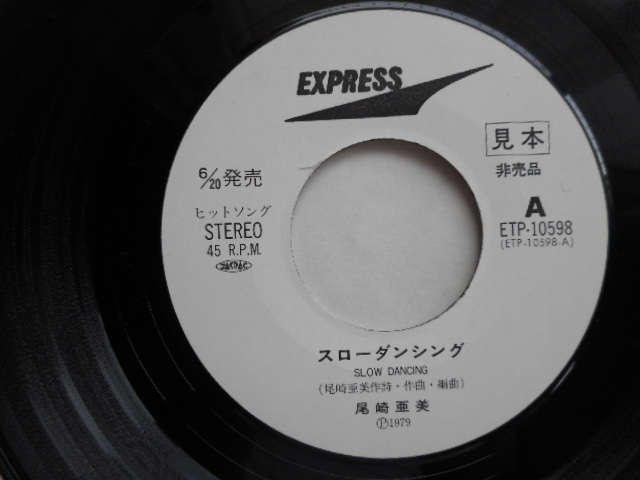 EXPRESS
見本
非売品
6/20発売
ヒットソング
STEREO
45 R.P.M.
JASRAC
A
ETP-10598
(ETP-10598-A)
スローダンシング
SLOW DANCING
(尾崎亜美作詩・作曲・編曲)
尾崎亜美
Ⓟ1979